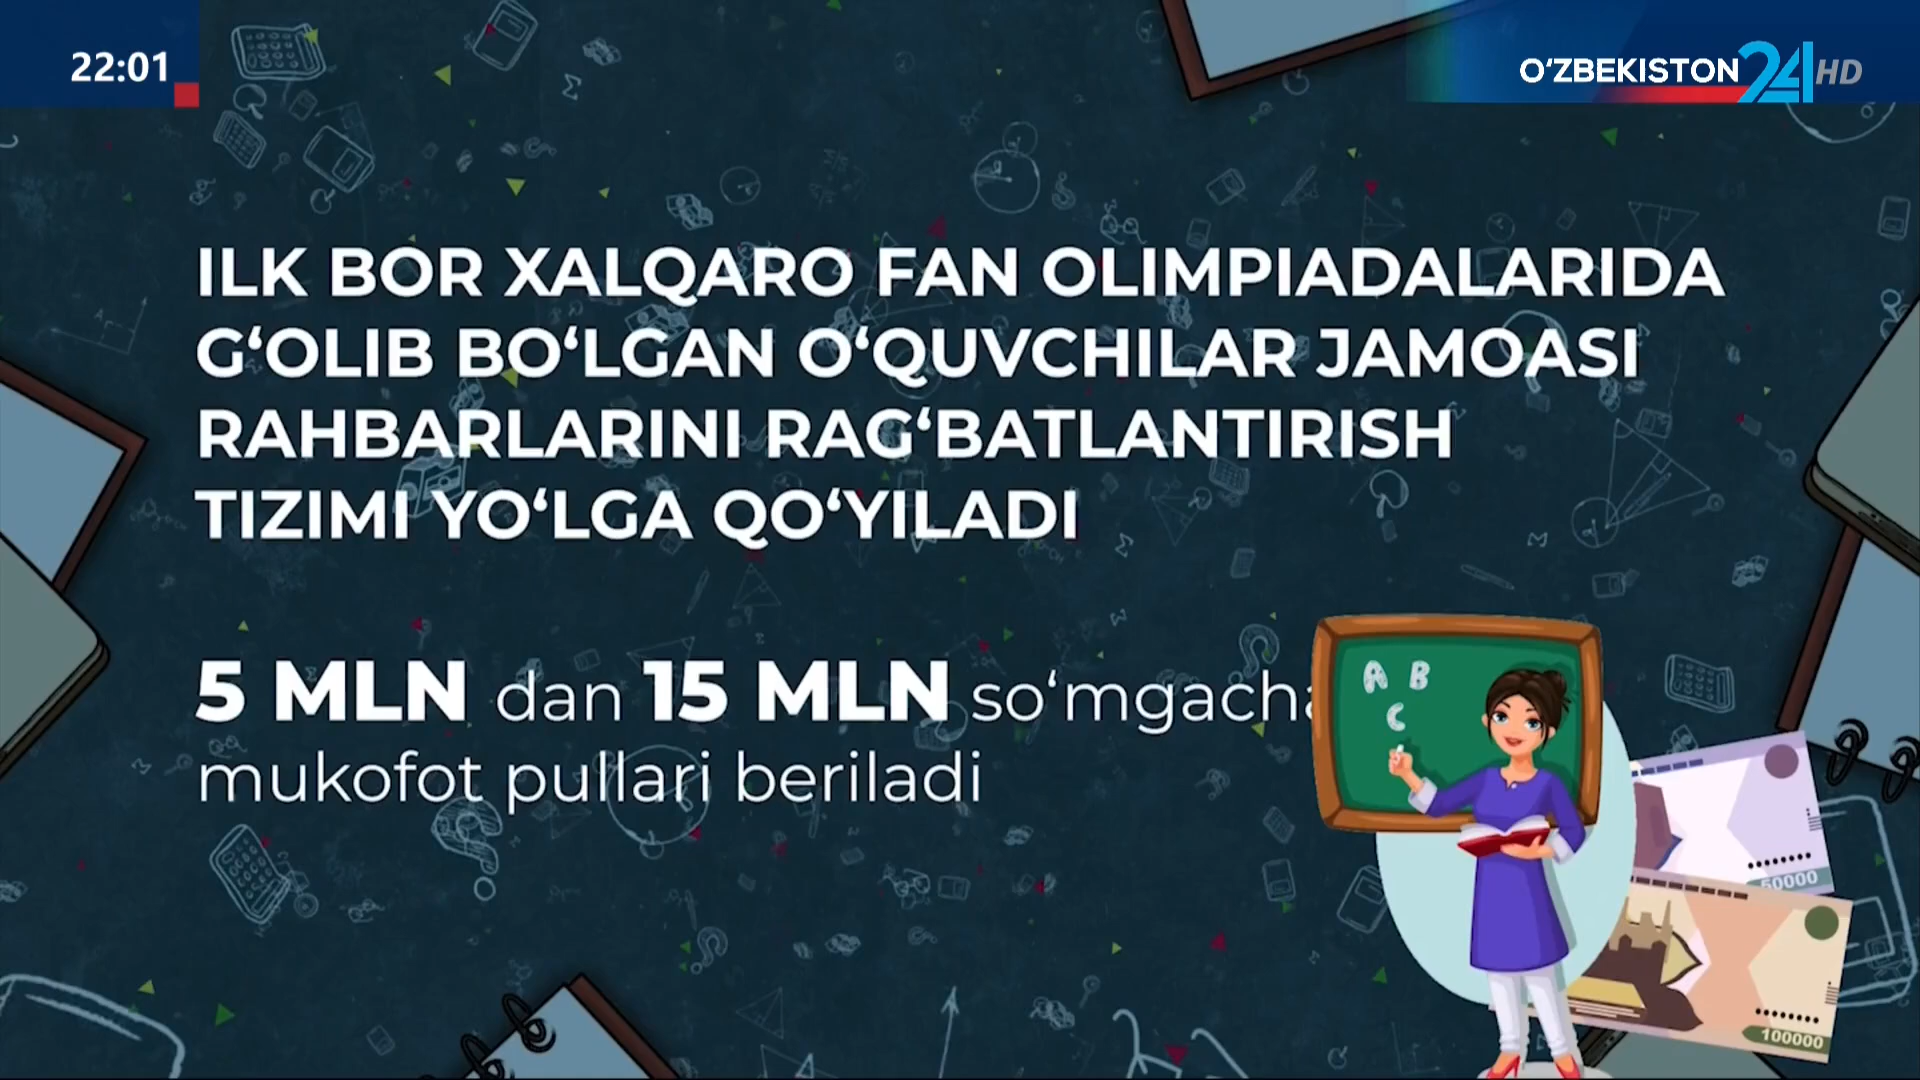 22:01
O‘ZBEKISTON 24 HD
ILK BOR XALQARO FAN OLIMPIADALARIDA
G‘OLIB BO‘LGAN O‘QUVCHILAR JAMOASI
RAHBARLARINI RAG‘BATLANTIRISH
TIZIMI YO‘LGA QO‘YILADI
5 MLN dan 15 MLN so‘mgacha
mukofot pullari beriladi
A B
C
50000
100000